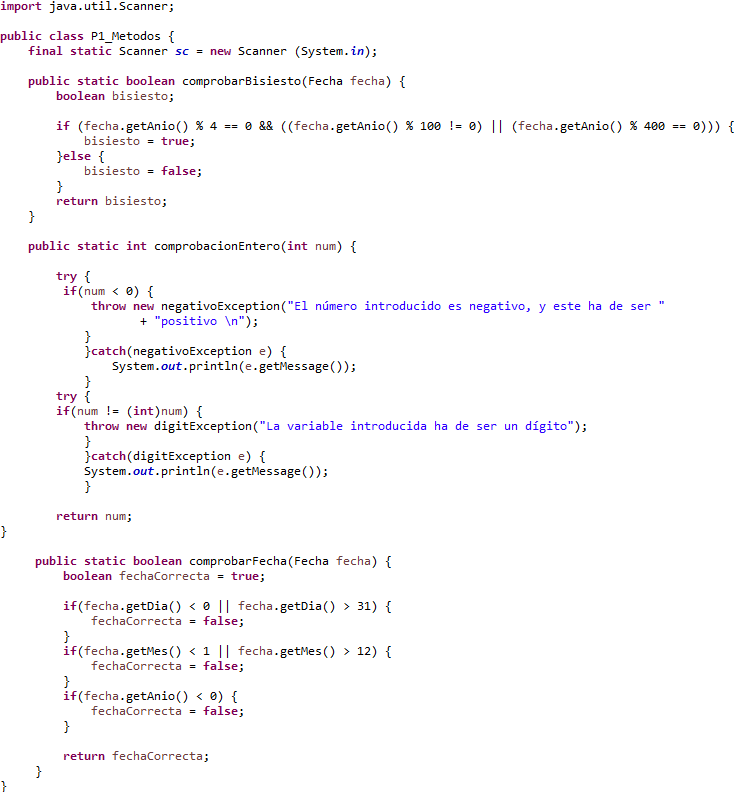 import java.util.Scanner;
public class P1_Metodos {
final static Scanner sc = new Scanner (System.in);
public static boolean comprobarBisiesto(Fecha fecha) {
boolean bisiesto;
if (fecha.getAnio() % 4 == 0 && ((fecha.getAnio() % 100 != 0) || (fecha.getAnio() % 400 == 0))) {
bisiesto = true;
}else {
bisiesto = false;
}
return bisiesto;
}
public static int comprobacionEntero(int num) {
try {
if(num < 0) {
throw new negativoException("El número introducido es negativo, y este ha de ser "
+ "positivo \n");
}
}catch(negativoException e) {
System.out.println(e.getMessage());
}
try {
if(num != (int)num) {
throw new digitException("La variable introducida ha de ser un dígito");
}
}catch(digitException e) {
System.out.println(e.getMessage());
}
return num;
}
public static boolean comprobarFecha(Fecha fecha) {
boolean fechaCorrecta = true;
if(fecha.getDia() < 0 || fecha.getDia() > 31) {
fechaCorrecta = false;
}
if(fecha.getMes() < 1 || fecha.getMes() > 12) {
fechaCorrecta = false;
}
if(fecha.getAnio() < 0) {
fechaCorrecta = false;
}
return fechaCorrecta;
}
}